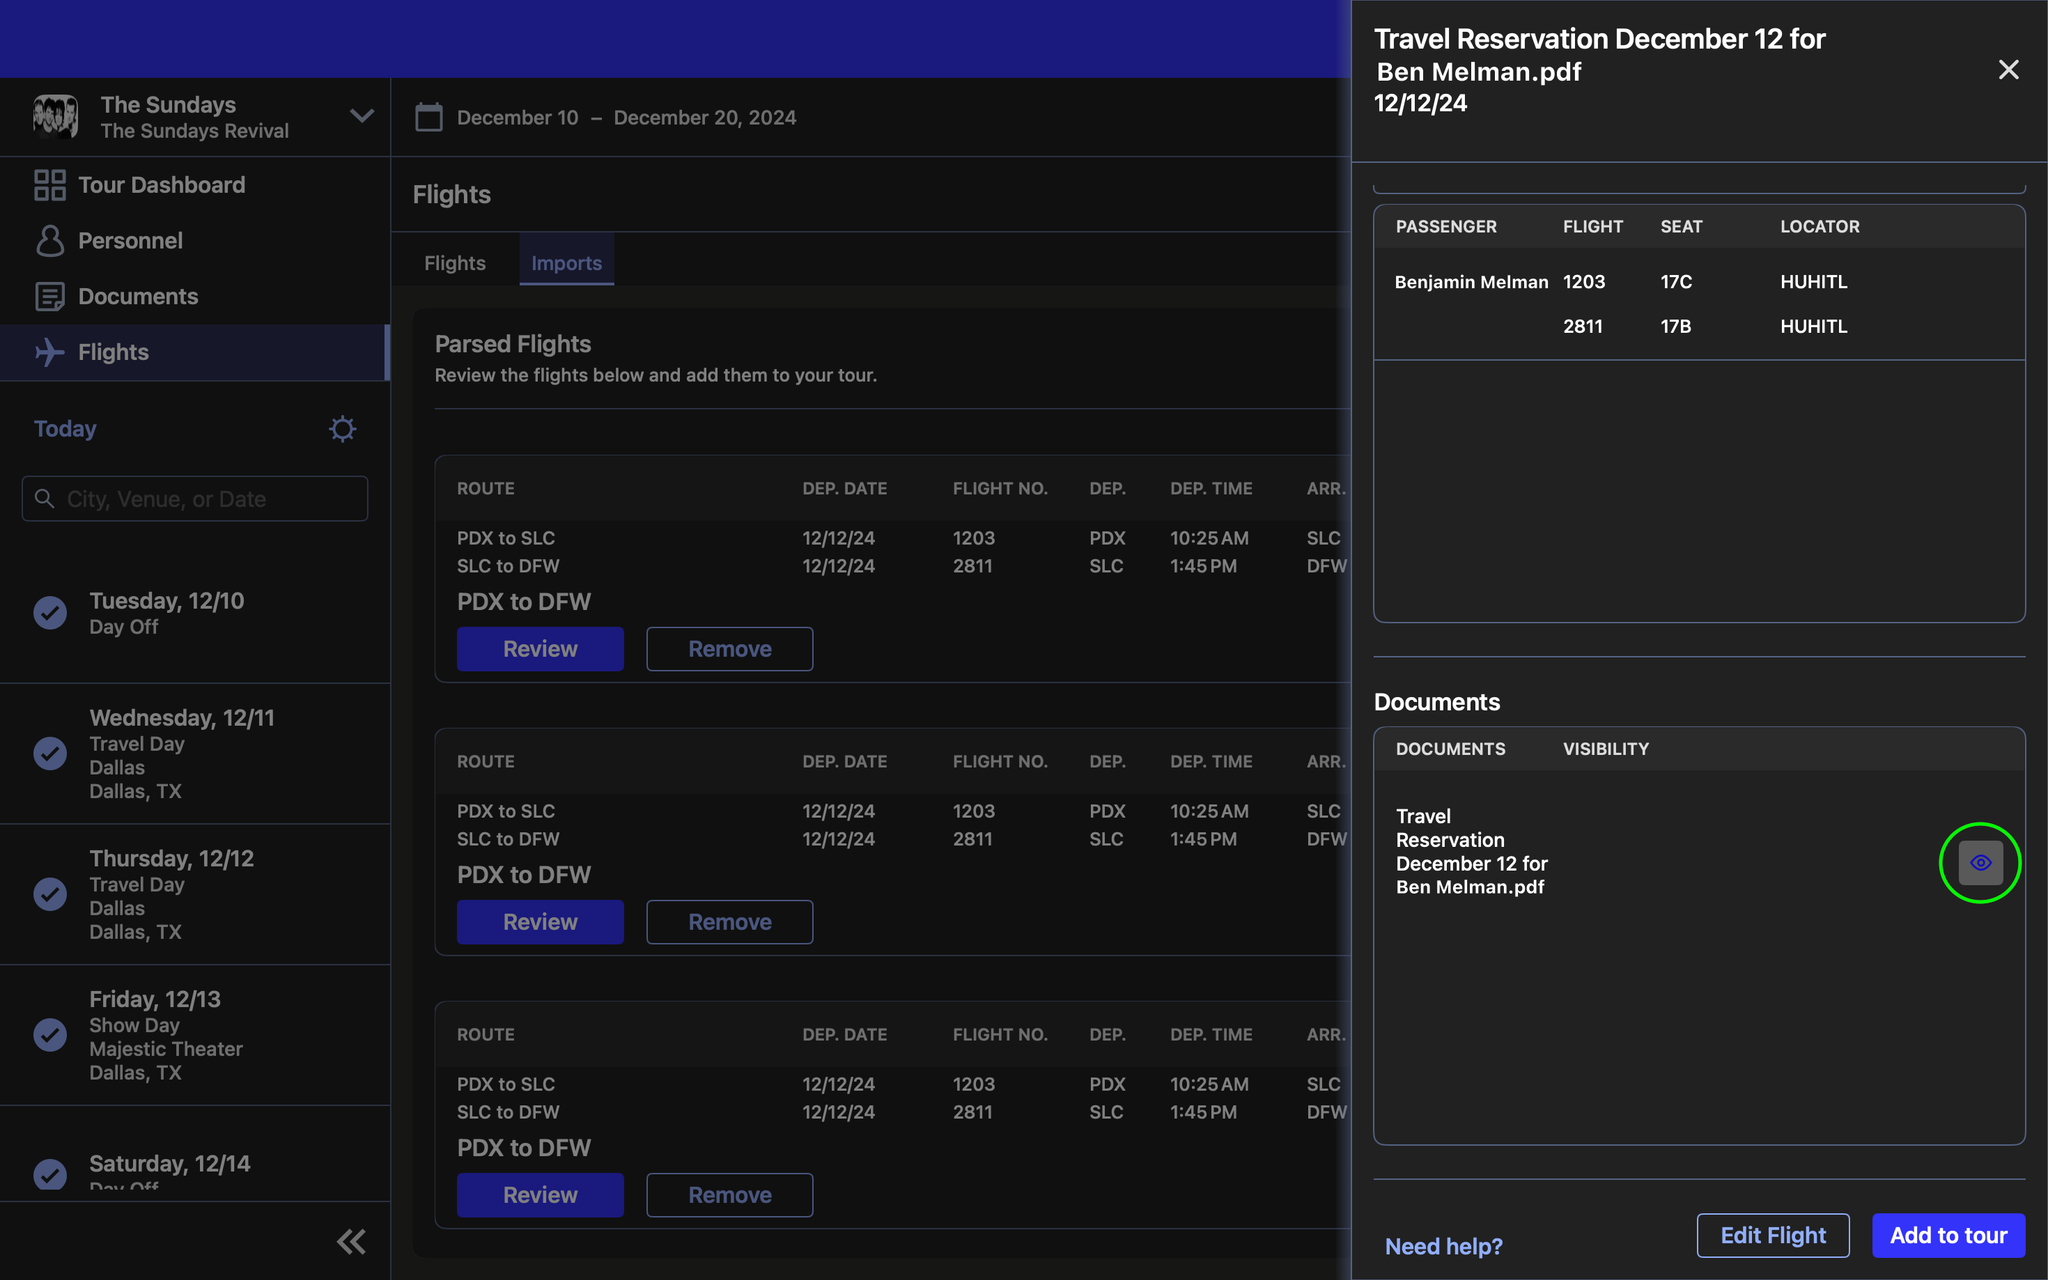 The Sundays
The Sundays Revival
Tour Dashboard
Personnel
Documents
Flights
Today
City, Venue, or Date
Tuesday, 12/10
Day Off
Wednesday, 12/11
Travel Day
Dallas
Dallas, TX
Thursday, 12/12
Travel Day
Dallas
Dallas, TX
Friday, 12/13
Show Day
Majestic Theater
Dallas, TX
Saturday, 12/14
Day Off
December 10 – December 20, 2024
Flights
Flights Imports
Parsed Flights
Review the flights below and add them to your tour.
ROUTE DEP. DATE FLIGHT NO. DEP. DEP. TIME ARR.
PDX to SLC 12/12/24 1203 PDX 10:25 AM SLC
SLC to DFW 12/12/24 2811 SLC 1:45 PM DFW
PDX to DFW
Review Remove
ROUTE DEP. DATE FLIGHT NO. DEP. DEP. TIME ARR.
PDX to SLC 12/12/24 1203 PDX 10:25 AM SLC
SLC to DFW 12/12/24 2811 SLC 1:45 PM DFW
PDX to DFW
Review Remove
ROUTE DEP. DATE FLIGHT NO. DEP. DEP. TIME ARR.
PDX to SLC 12/12/24 1203 PDX 10:25 AM SLC
SLC to DFW 12/12/24 2811 SLC 1:45 PM DFW
PDX to DFW
Review Remove
Travel Reservation December 12 for
Ben Melman.pdf
12/12/24
PASSENGER FLIGHT SEAT LOCATOR
Benjamin Melman 1203 17C HUHITL
2811 17B HUHITL
Documents
DOCUMENTS VISIBILITY
Travel
Reservation
December 12 for
Ben Melman.pdf
Need help? Edit Flight Add to tour